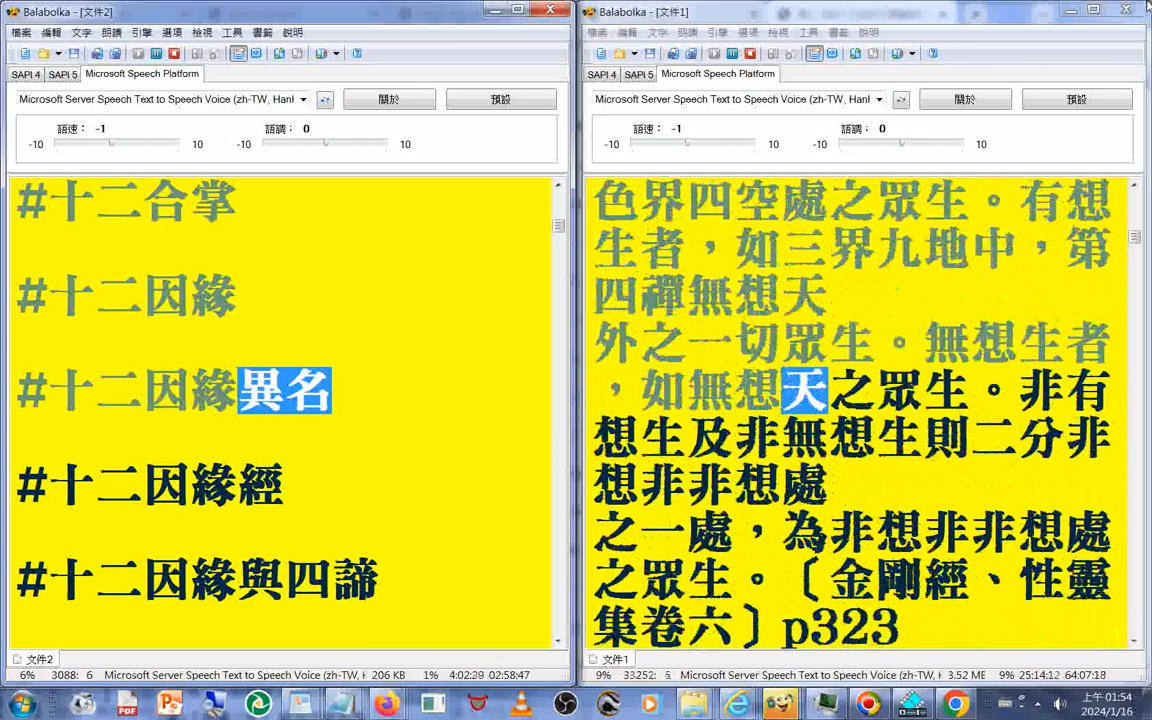 Balabolka - [文件2]
檔案 編輯 文字 朗讀 引擎 選項 檢視 工具 書籤 說明
SAPI 4 SAPI 5 Microsoft Speech Platform
Microsoft Server Speech Text to Speech Voice (zh-TW, Hanl
關於 預設
語速： -1 語調： 0
-10 10 -10 10
#十二合掌
#十二因緣
#十二因緣異名
#十二因緣經
#十二因緣與四諦
文件2
6% 3088: 6 Microsoft Server Speech Text to Speech Voice (zh-TW, H 206 KB 1% 4:02:29 02:58:47
Balabolka - [文件1]
檔案 編輯 文字 朗讀 引擎 選項 檢視 工具 書籤 說明
SAPI 4 SAPI 5 Microsoft Speech Platform
Microsoft Server Speech Text to Speech Voice (zh-TW, Hanl
關於 預設
語速： -1 語調： 0
-10 10 -10 10
色界四空處之眾生。有想
生者，如三界九地中，第
四禪無想天
外之一切眾生。無想生者
，如無想天之眾生。非有
想生及非無想生則二分非
想非非想處
之一處，為非想非非想處
之眾生。〔金剛經、性靈
集卷六〕p323
文件1
9% 33252: Microsoft Server Speech Text to Speech Voice (zh-TW, H 3.52 MB 9% 25:14:12 64:07:18
上午 01:54
2024/1/16